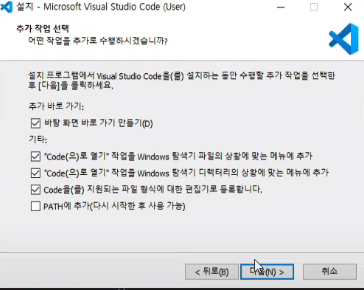 설치 - Microsoft Visual Studio Code (User)
추가 작업 선택
어떤 작업을 추가로 수행하시겠습니까?
설치 프로그램에서 Visual Studio Code을(를) 설치하는 동안 수행할 추가 작업을 선택한
후 [다음]을 클릭하세요.
추가 바로 가기:
바탕 화면 바로 가기 만들기(D)
기타:
"Code(으)로 열기" 작업을 Windows 탐색기 파일의 상황에 맞는 메뉴에 추가
"Code(으)로 열기" 작업을 Windows 탐색기 디렉터리의 상황에 맞는 메뉴에 추가
Code을(를) 지원되는 파일 형식에 대한 편집기로 등록합니다.
PATH에 추가(다시 시작한 후 사용 가능)
< 뒤로(B) 다음(N) > 취소